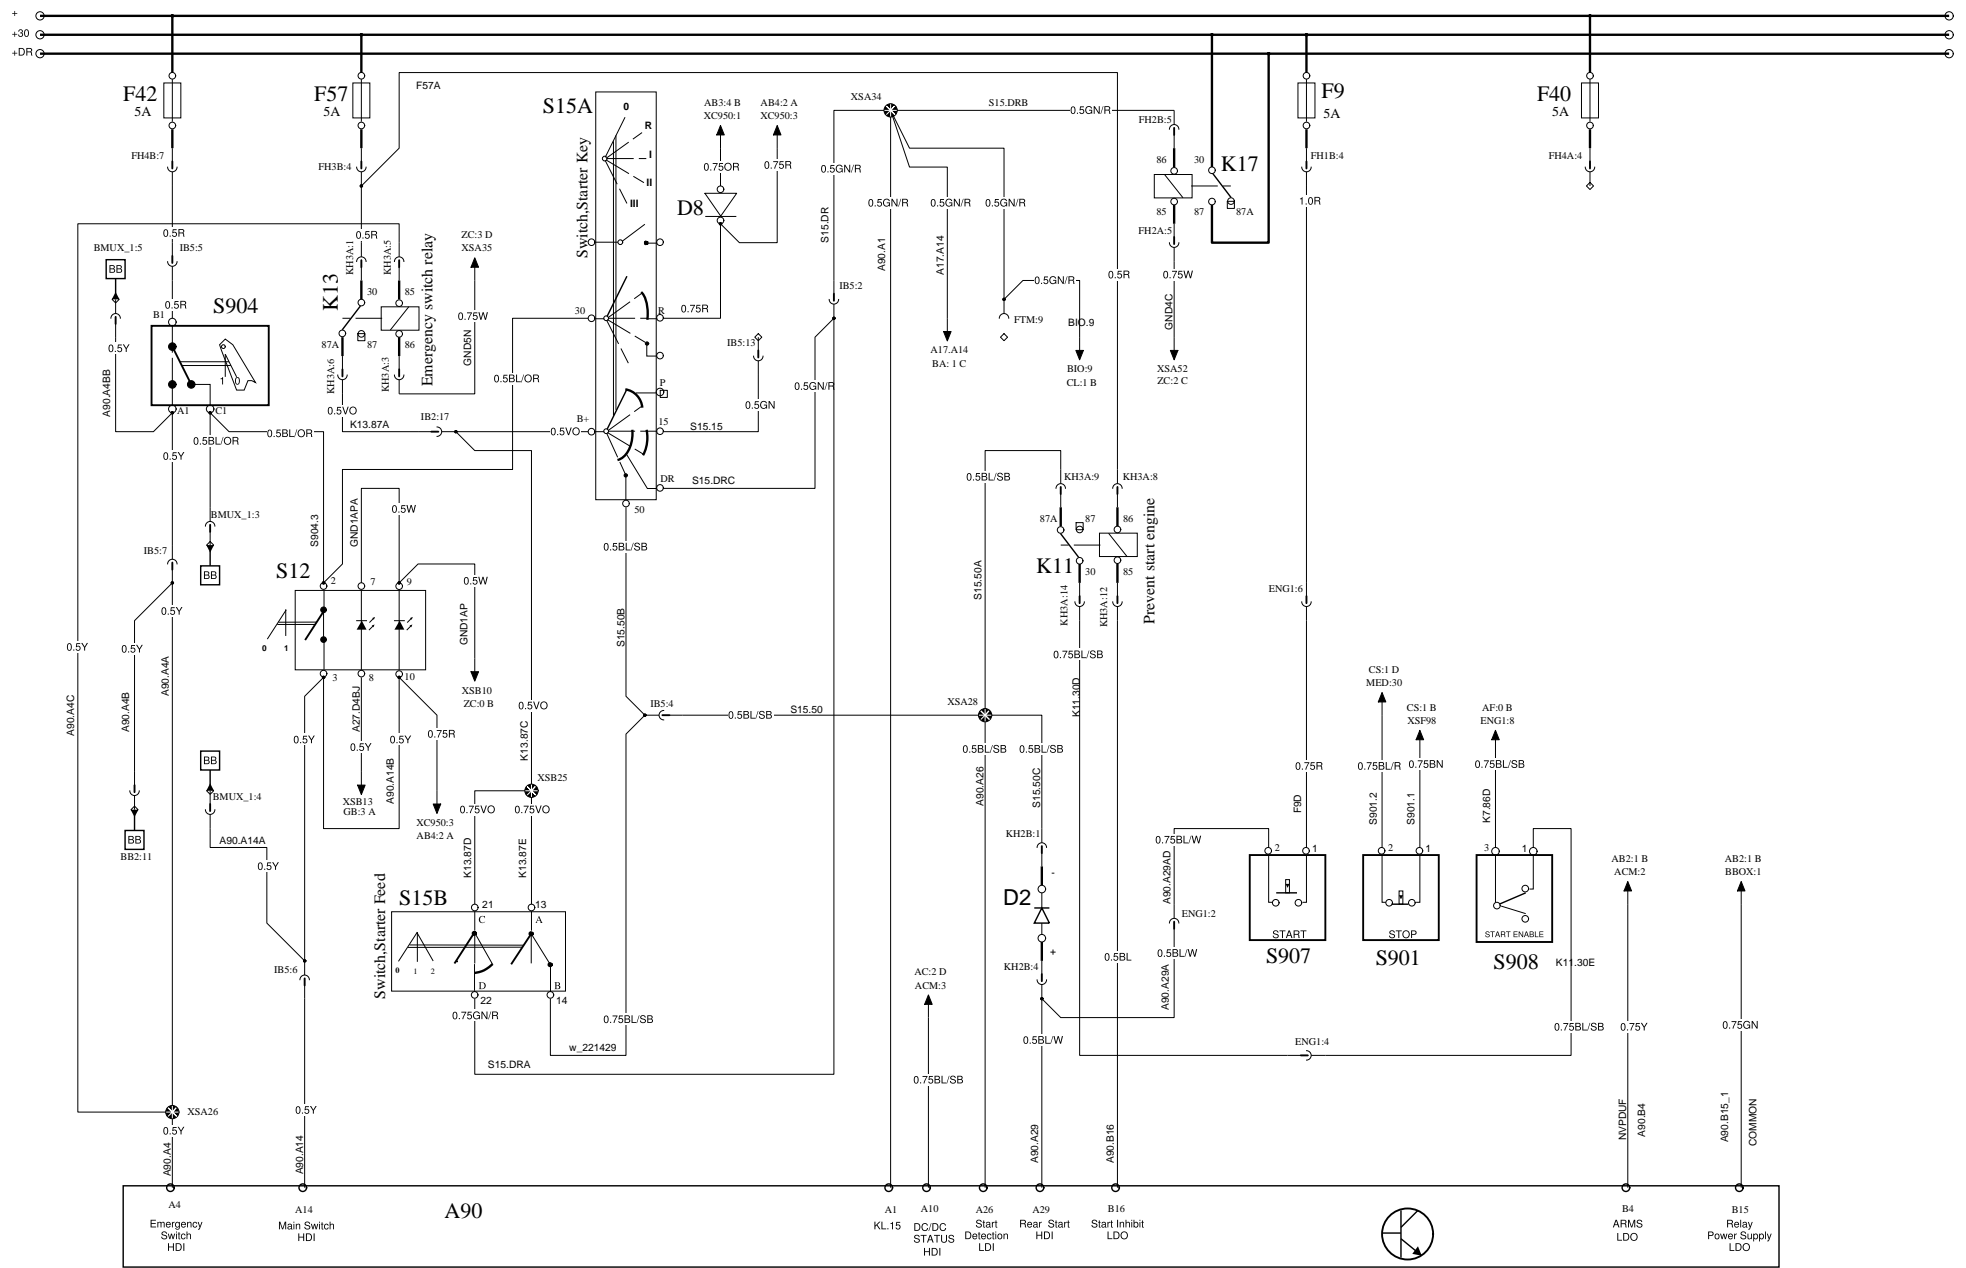 +
+30
+DR
F42
5A
F57
5A
F57A
S15A
0
R
I
II
III
Switch,Starter Key
AB3:4 B
XC950:1
AB4:2 A
XC950:3
0.75OR
0.75R
D8
XSA34
S15.DRB
0.5GN/R
FH2B:5
86
30
K17
85
87
87A
FH2A:5
0.75W
GND4C
XSA52
ZC:2 C
F9
5A
FH1B:4
1.0R
F40
5A
FH4A:4
FH4B:7
FH3B:4
0.5GN/R
S15.DR
0.5GN/R
A90.A1
0.5GN/R
A17.A14
0.5GN/R
0.5GN/R
BIO.9
FTM:9
A17.A14
BA: 1 C
BIO:9
CL:1 B
0.5R
BMUX_1:5
IB5:5
BB
0.5R
S904
B1
0.5Y
A90.A4BB
1 0
A1
C1
0.5BL/OR
0.5BL/OR
0.5Y
0.5R
KH3A:1
KH3A:5
K13
30
85
87A
87
86
KH3A:6
KH3A:3
Emergency switch relay
ZC:3 D
XSA35
0.75W
GND5N
0.5VO
K13.87A
IB2:17
0.5VO
0.5BL/OR
30
R
0.75R
B+
P
15
S15.15
IB5:13
0.5GN
DR
S15.DRC
50
0.5GN/R
IB5:2
0.5R
BMUX_1:3
BB
IB5:7
0.5Y
S904.3
GND1APA
0.5W
S12
2
7
9
0.5W
GND1AP
0 1
3
8
10
XSB10
ZC:0 B
0.5BL/SB
S15.50B
0.5BL/SB
S15.50A
KH3A:9
KH3A:8
87A
87
86
K11
30
85
KH3A:14
KH3A:12
Prevent start engine
0.75BL/SB
K11.30D
ENG1:6
0.5Y
A90.A4C
0.5Y
A90.A4B
A90.A4A
BB
BB2:11
BB
BMUX_1:4
A90.A14A
0.5Y
0.5Y
A27.D4BJ
0.5Y
XSB13
GB:3 A
0.5Y
A90.A14B
0.75R
XC950:3
AB4:2 A
0.5VO
K13.87C
XSB25
0.75VO
0.75VO
K13.87D
K13.87E
IB5:4
0.5BL/SB
S15.50
XSA28
0.5BL/SB
A90.A26
0.5BL/SB
S15.50C
KH2B:1
-
D2
+
KH2B:4
0.5BL/W
0.5BL
0.75BL/W
A90.A29AD
ENG1:2
0.5BL/W
A90.A29A
0.75R
F9D
2
1
START
S907
CS:1 D
MED:30
0.75BL/R
S901.2
CS:1 B
XSF98
0.75BN
S901.1
2
1
STOP
S901
AF:0 B
ENG1:8
0.75BL/SB
K7.86D
3
1
START ENABLE
S908
K11.30E
0.75BL/SB
ENG1:4
AB2:1 B
ACM:2
0.75Y
NVPDUF
A90.B4
AB2:1 B
BBOX:1
0.75GN
A90.B15_1
COMMON
Switch,Starter Feed
S15B
21
13
C
A
0 1 2
D
B
22
14
0.75GN/R
S15.DRA
w_221429
0.75BL/SB
IB5:6
XSA26
0.5Y
A90.A4
0.5Y
A90.A14
AC:2 D
ACM:3
0.75BL/SB
A90.A29
A90.B16
A4
Emergency
Switch
HDI
A14
Main Switch
HDI
A90
A1
KL.15
A10
DC/DC
STATUS
HDI
A26
Start
Detection
LDI
A29
Rear Start
HDI
B16
Start Inhibit
LDO
B4
ARMS
LDO
B15
Relay
Power Supply
LDO